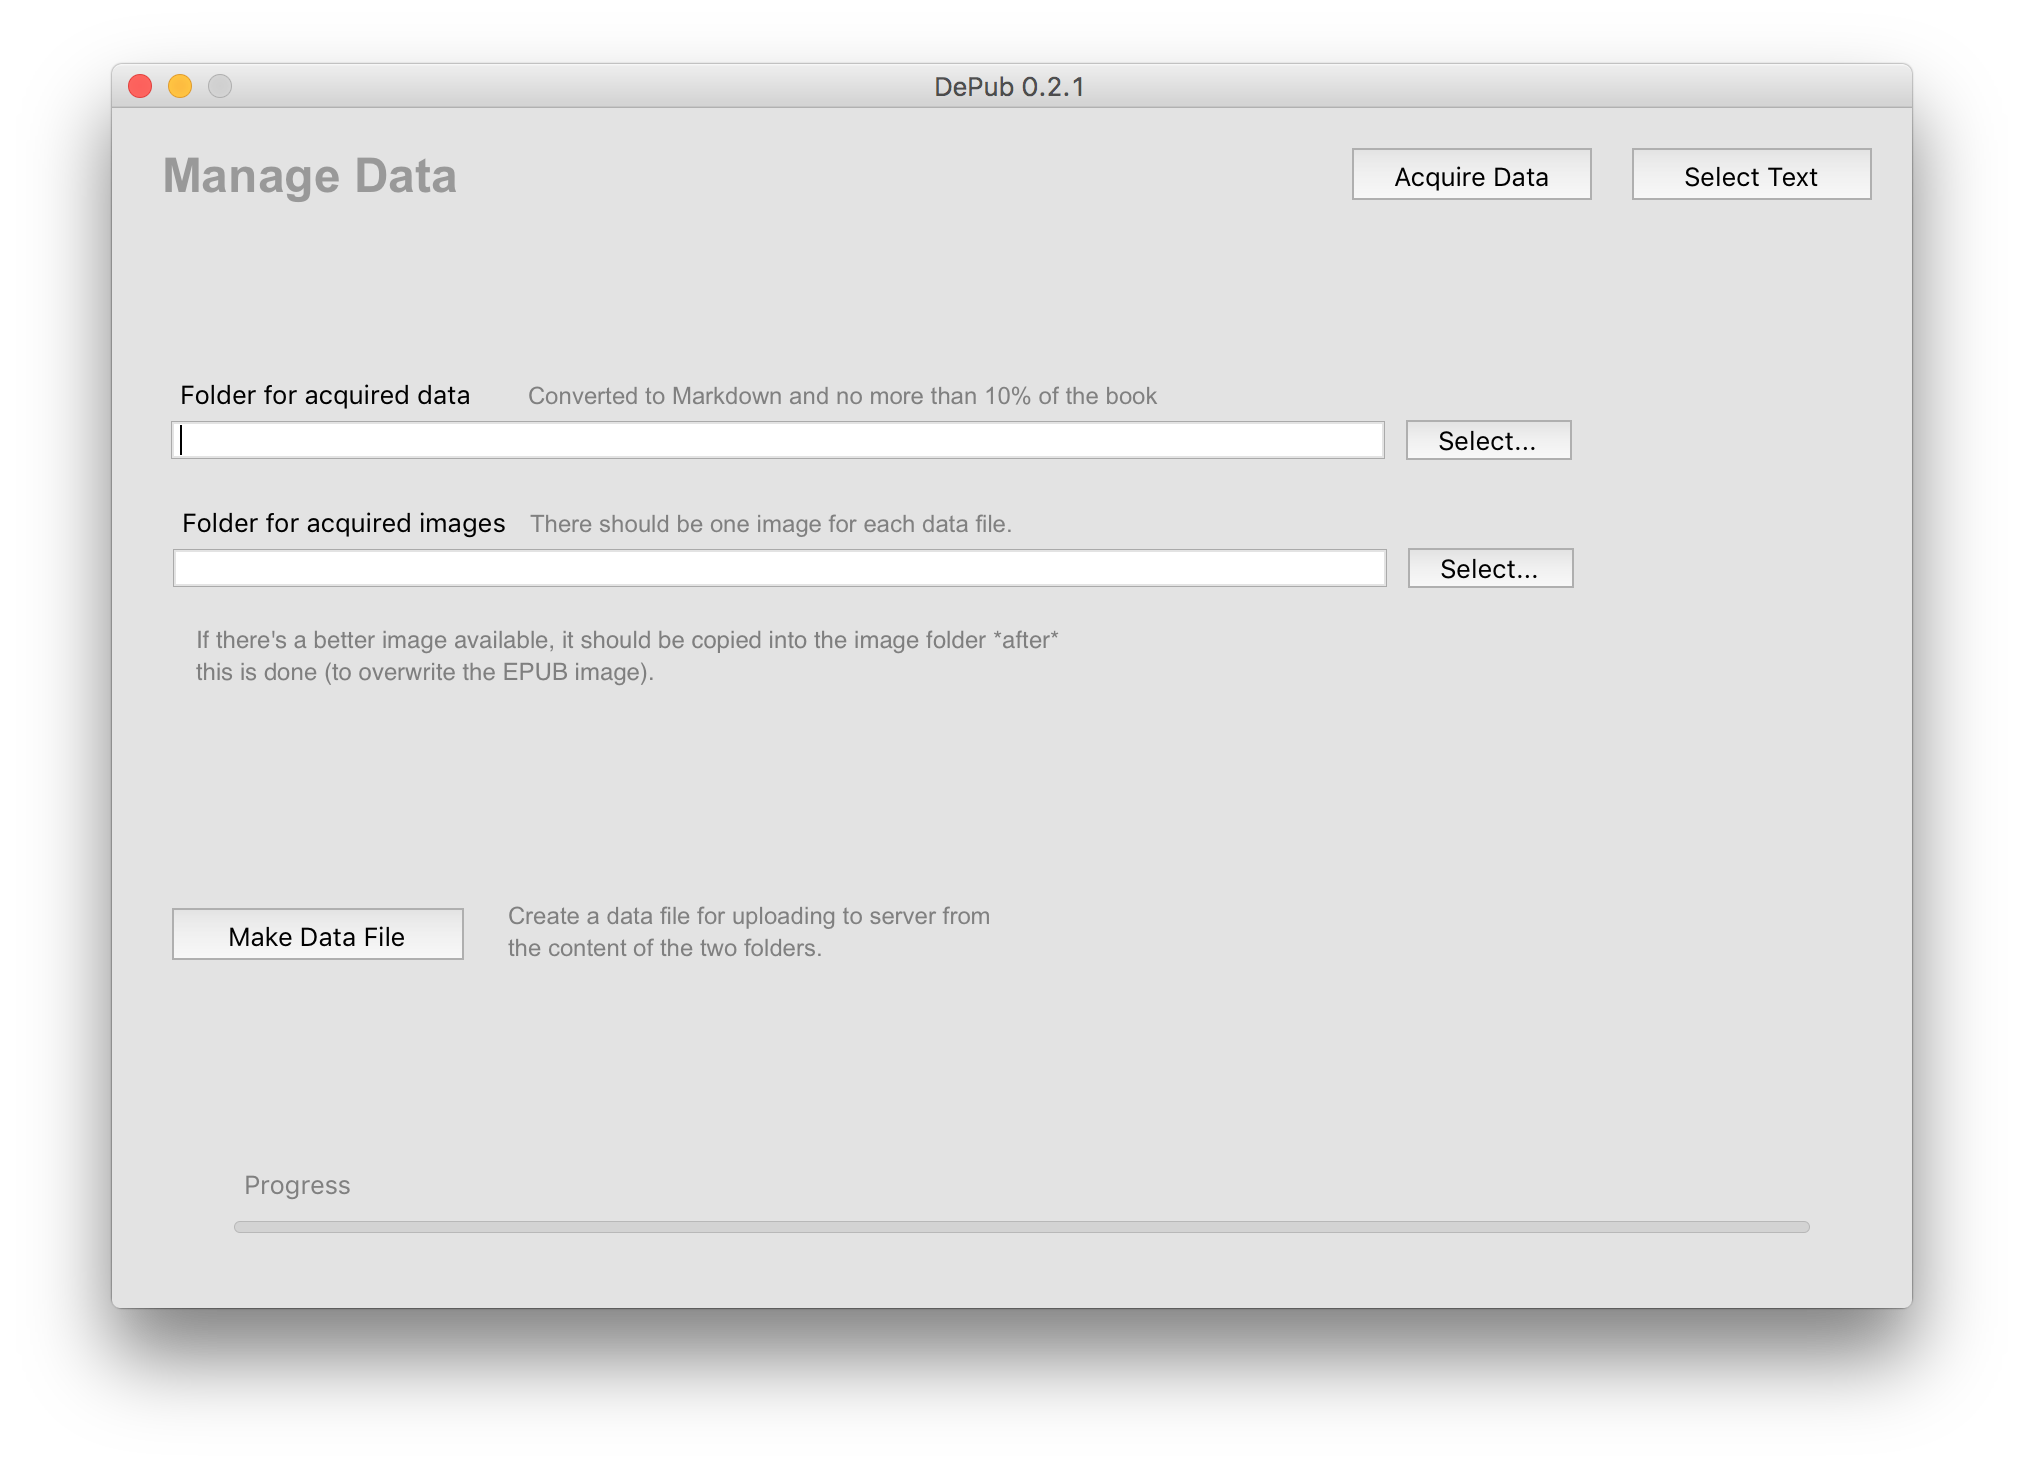 DePub 0.2.1
Manage Data
Acquire Data
Select Text
Folder for acquired data
Converted to Markdown and no more than 10% of the book
Select...
Folder for acquired images
There should be one image for each data file.
Select...
If there's a better image available, it should be copied into the image folder *after*
this is done (to overwrite the EPUB image).
Make Data File
Create a data file for uploading to server from
the content of the two folders.
Progress